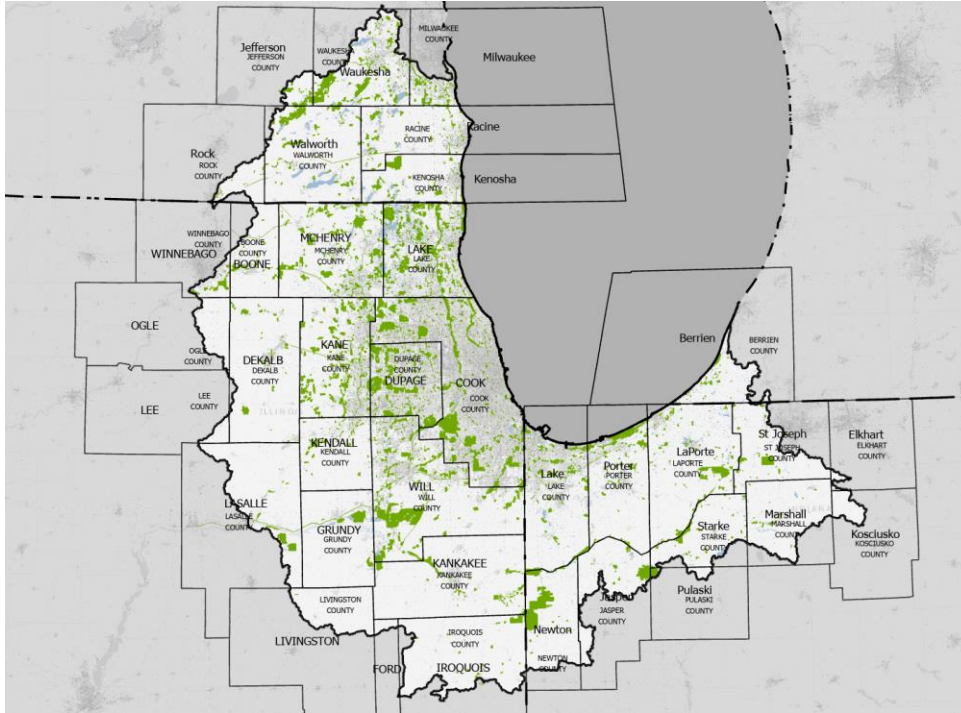 MILWAUKEE
COUNTY
Jefferson
JEFFERSON
COUNTY
WAUKESHA
COUNTY
Waukesha
Milwaukee
RACINE
COUNTY
Racine
Walworth
WALWORTH
COUNTY
Rock
ROCK
COUNTY
KENOSHA
COUNTY
Kenosha
WINNEBAGO
COUNTY
WINNEBAGO
BOONE
COUNTY
BOONE
MCHENRY
MCHENRY
COUNTY
LAKE
LAKE
COUNTY
OGLE
OGLE
COUNTY
DEKALB
DEKALB
COUNTY
KANE
KANE
COUNTY
DUPAGE
COUNTY
DUPAGE
COOK
COOK
COUNTY
Berrien
BERRIEN
COUNTY
LEE
LEE
COUNTY
ILLINOIS
KENDALL
KENDALL
COUNTY
WILL
WILL
COUNTY
Lake
LAKE
COUNTY
Porter
PORTER
COUNTY
LaPorte
LAPORTE
COUNTY
St Joseph
ST JOSEPH
COUNTY
Elkhart
ELKHART
COUNTY
LASALLE
LASALLE
COUNTY
GRUNDY
GRUNDY
COUNTY
Starke
STARKE
COUNTY
Marshall
MARSHALL
COUNTY
Kosciusko
KOSCIUSKO
COUNTY
KANKAKEE
KANKAKEE
COUNTY
LIVINGSTON
COUNTY
LIVINGSTON
Jasper
JASPER
COUNTY
Pulaski
PULASKI
COUNTY
IROQUOIS
COUNTY
IROQUOIS
FORD
Newton
NEWTON
COUNTY